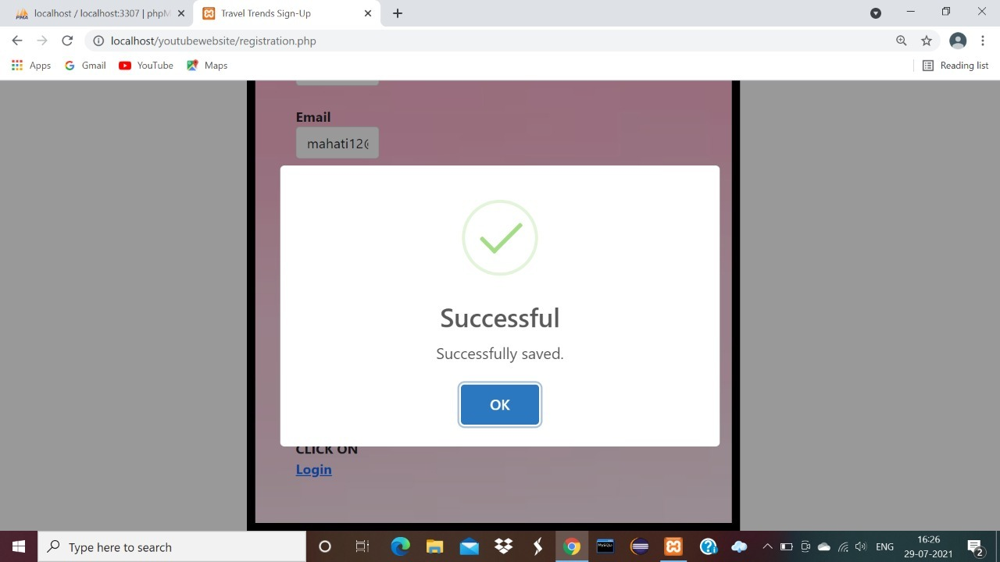 localhost / localhost:3307 | phpM
Travel Trends Sign-Up
localhost/youtubewebsite/registration.php
Apps
Gmail
YouTube
Maps
Reading list
Email
mahati12
Successful
Successfully saved.
OK
CLICK ON
Login
Type here to search
ENG
16:26
29-07-2021
2